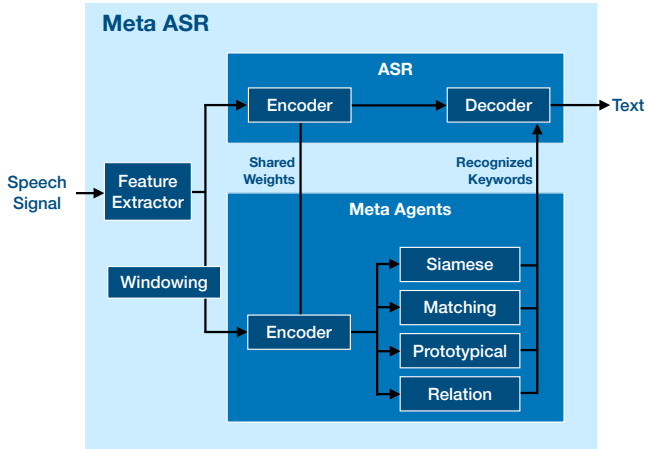 Meta ASR
ASR
Encoder
Decoder
Text
Shared
Weights
Recognized
Keywords
Speech
Signal
Feature
Extractor
Meta Agents
Windowing
Siamese
Matching
Encoder
Prototypical
Relation